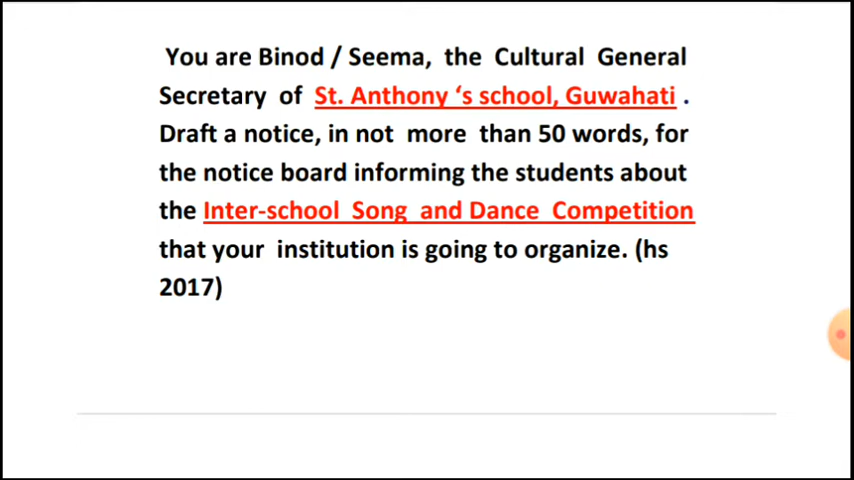 You are Binod / Seema, the Cultural General
Secretary of St. Anthony ‘s school, Guwahati .
Draft a notice, in not more than 50 words, for
the notice board informing the students about
the Inter-school Song and Dance Competition
that your institution is going to organize. (hs
2017)